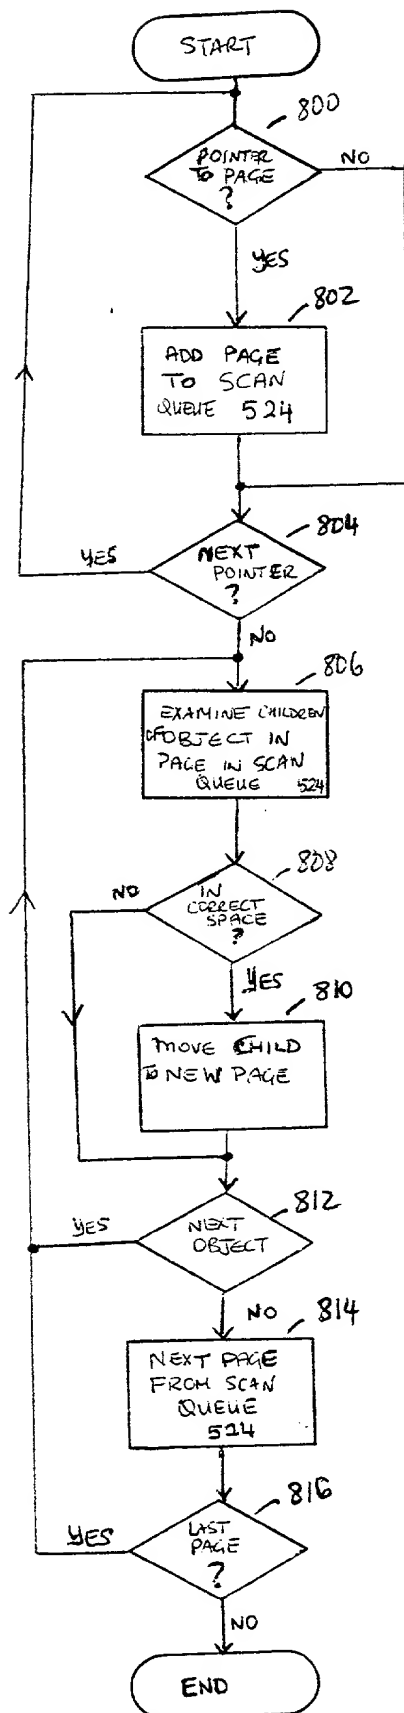 START
800
POINTER
TO PAGE
?
NO
YES
802
ADD PAGE
TO SCAN
QUEUE 524
804
YES
NEXT
POINTER
?
NO
806
EXAMINE CHILDREN
OF OBJECT IN
PAGE IN SCAN
QUEUE 524
808
NO
IN
CORRECT
SPACE
?
YES
810
MOVE CHILD
TO NEW PAGE
812
YES
NEXT
OBJECT
NO
814
NEXT PAGE
FROM SCAN
QUEUE
524
816
YES
LAST
PAGE
?
NO
END